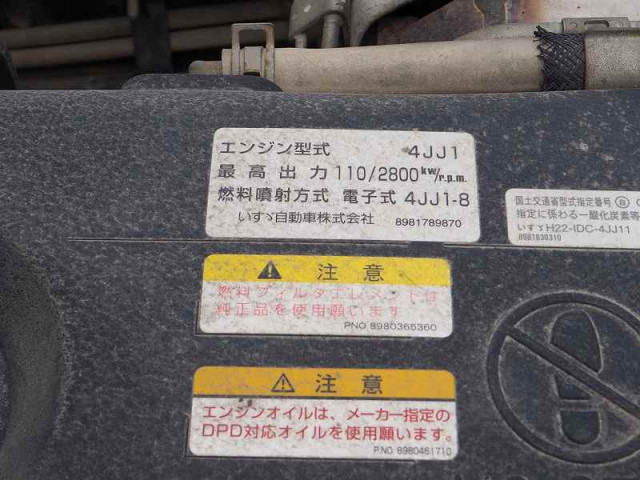 エンジン型式 4JJ1
最高出力 110/2800kW/r.p.m.
燃料噴射方式 電子式 4JJ1-8
いすゞ自動車株式会社 8981789870
国土交通省型式指定番号 Ⓑ
指定に係わる一酸化炭素等
いすゞH22-IDC-4JJ11
8981830310
注意
燃料フィルタエレメントは
純正品を使用願います
PNO 8980365360
注意
エンジンオイルは、メーカー指定の
DPD対応オイルを使用願います。
P.NO. 8980461710